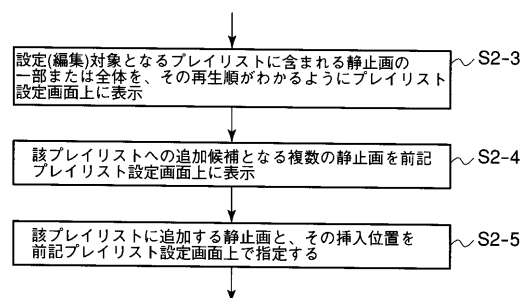 設定(編集)対象となるプレイリストに含まれる静止画の
一部または全体を、その再生順がわかるようにプレイリスト
設定画面上に表示
S2-3
該プレイリストへの追加候補となる複数の静止画を前記
プレイリスト設定画面上に表示
S2-4
該プレイリストに追加する静止画と、その挿入位置を
前記プレイリスト設定画面上で指定する
S2-5